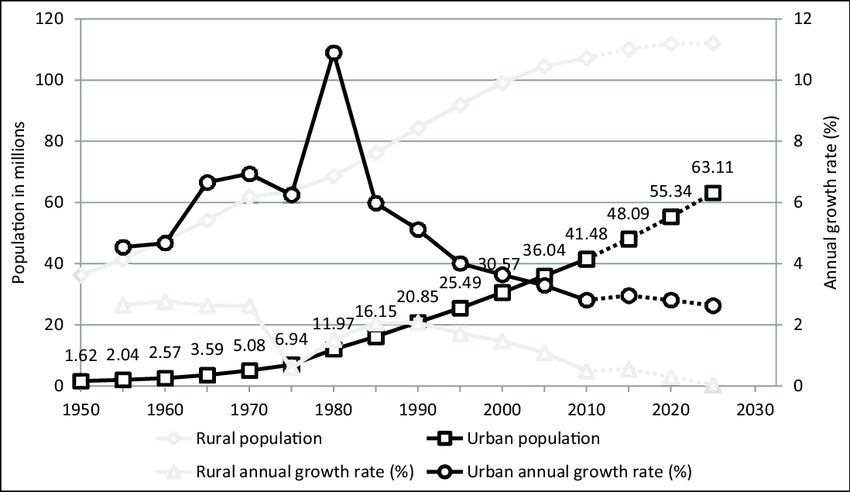 120
100
80
60
40
20
0
Population in millions
12
10
8
6
4
2
0
Annual growth rate (%)
1.62 2.04 2.57 3.59 5.08 6.94 11.97 16.15 20.85 25.49 30.57 36.04 41.48 48.09 55.34 63.11
1950 1960 1970 1980 1990 2000 2010 2020 2030
Rural population Urban population
Rural annual growth rate (%) Urban annual growth rate (%)